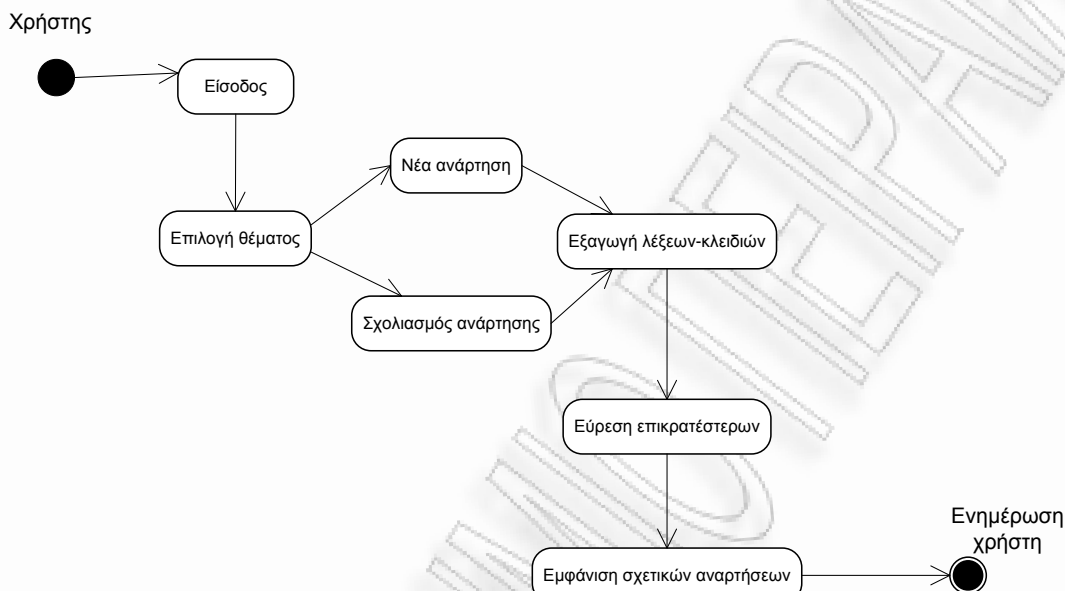 Χρήστης
Είσοδος
Νέα ανάρτηση
Επιλογή θέματος
Εξαγωγή λέξεων-κλειδιών
Σχολιασμός ανάρτησης
Εύρεση επικρατέστερων
Ενημέρωση
χρήστη
Εμφάνιση σχετικών αναρτήσεων